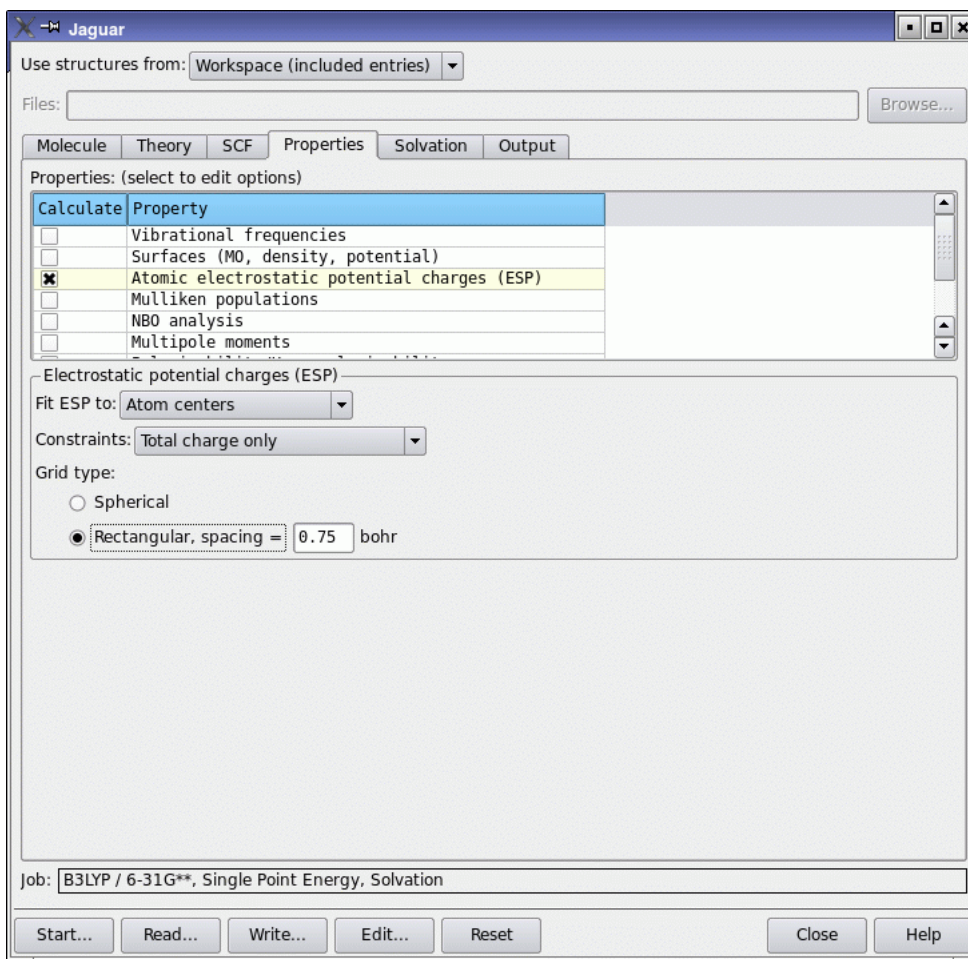 Jaguar
Use structures from: Workspace (included entries)
Files: Browse...
Molecule Theory SCF Properties Solvation Output
Properties: (select to edit options)
Calculate Property
Vibrational frequencies
Surfaces (MO, density, potential)
Atomic electrostatic potential charges (ESP)
Mulliken populations
NBO analysis
Multipole moments
Electrostatic potential charges (ESP)
Fit ESP to: Atom centers
Constraints: Total charge only
Grid type:
Spherical
Rectangular, spacing = 0.75 bohr
Job: B3LYP / 6-31G**, Single Point Energy, Solvation
Start... Read... Write... Edit... Reset Close Help